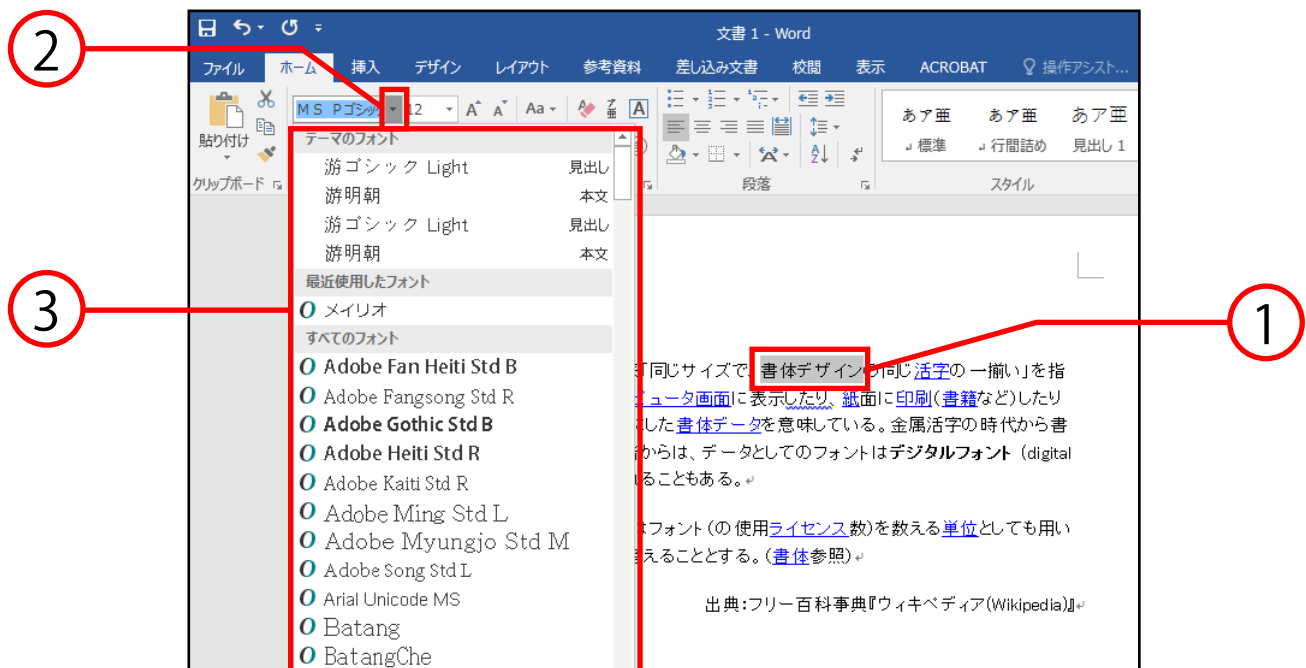 文書 1 - Word
ファイル ホーム 挿入 デザイン レイアウト 参考資料 差し込み文書 校閲 表示 ACROBAT 操作アシスト...
ＭＳ Ｐゴシック 12 Aa
貼り付け
クリップボード
段落
あア亜 あア亜 あア亜
標準 行間詰め 見出し 1
スタイル
テーマのフォント
游ゴシック Light 見出し
游明朝 本文
游ゴシック Light 見出し
游明朝 本文
最近使用したフォント
メイリオ
すべてのフォント
Adobe Fan Heiti Std B
Adobe Fangsong Std R
Adobe Gothic Std B
Adobe Heiti Std R
Adobe Kaiti Std R
Adobe Ming Std L
Adobe Myungjo Std M
Adobe Song Std L
Arial Unicode MS
Batang
BatangChe
「同じサイズで、書体デザインの同じ活字の一揃い」を指
ュータ画面に表示したり、紙面に印刷(書籍など)したり
した書体データを意味している。金属活字の時代から書
からは、データとしてのフォントはデジタルフォント (digital
ることもある。
はフォント(の使用ライセンス数)を数える単位としても用い
えることとする。(書体参照)
出典:フリー百科事典『ウィキペディア(Wikipedia)』
1
2
3